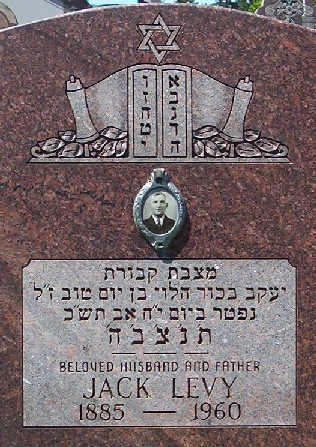 א
ב
ג
ד
ה
ו
ז
ח
ט
י
מצבת קבורת
יעקב בכור הלוי בן יום טוב ז״ל
נפטר ביום י״ח אב תש״כ
ת׳נ׳צ׳ב׳ה׳
BELOVED HUSBAND AND FATHER
JACK LEVY
1885 — 1960